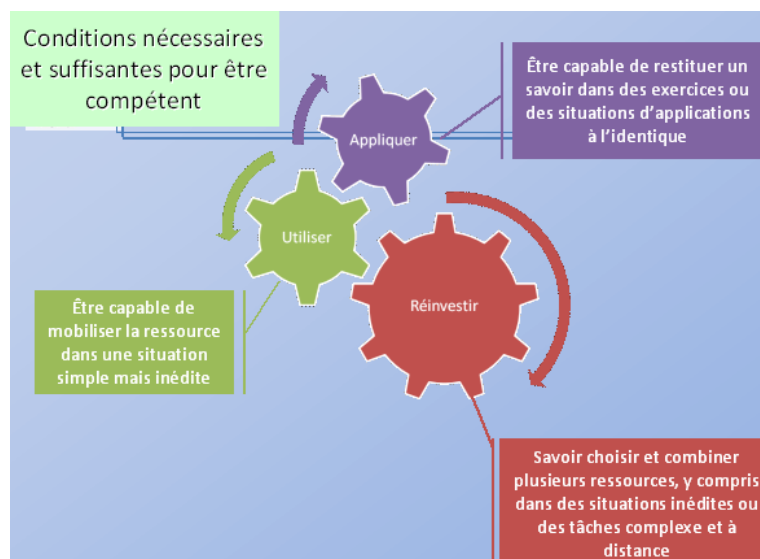 Conditions nécessaires
et suffisantes pour être
compétent
Être capable de restituer un
savoir dans des exercices ou
des situations d'applications
à l'identique
Appliquer
Utiliser
Réinvestir
Être capable de
mobiliser la ressource
dans une situation
simple mais inédite
Savoir choisir et combiner
plusieurs ressources, y compris
dans des situations inédites ou
des tâches complexe et à
distance